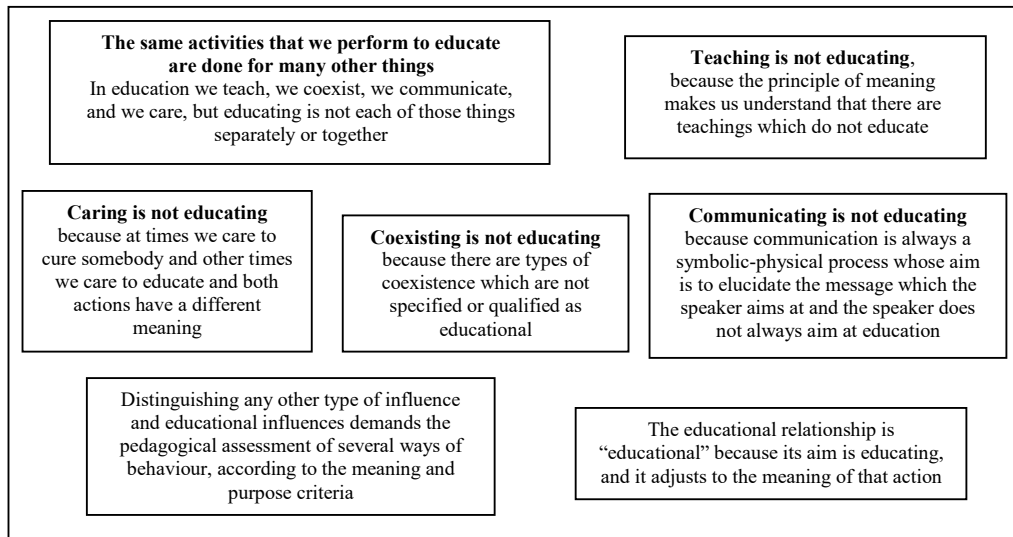 The same activities that we perform to educate
are done for many other things
In education we teach, we coexist, we communicate,
and we care, but educating is not each of those things
separately or together
Teaching is not educating,
because the principle of meaning
makes us understand that there are
teachings which do not educate
Caring is not educating
because at times we care to
cure somebody and other times
we care to educate and both
actions have a different
meaning
Coexisting is not educating
because there are types of
coexistence which are not
specified or qualified as
educational
Communicating is not educating
because communication is always a
symbolic-physical process whose aim
is to elucidate the message which the
speaker aims at and the speaker does
not always aim at education
Distinguishing any other type of influence
and educational influences demands the
pedagogical assessment of several ways of
behaviour, according to the meaning and
purpose criteria
The educational relationship is
“educational” because its aim is educating,
and it adjusts to the meaning of that action